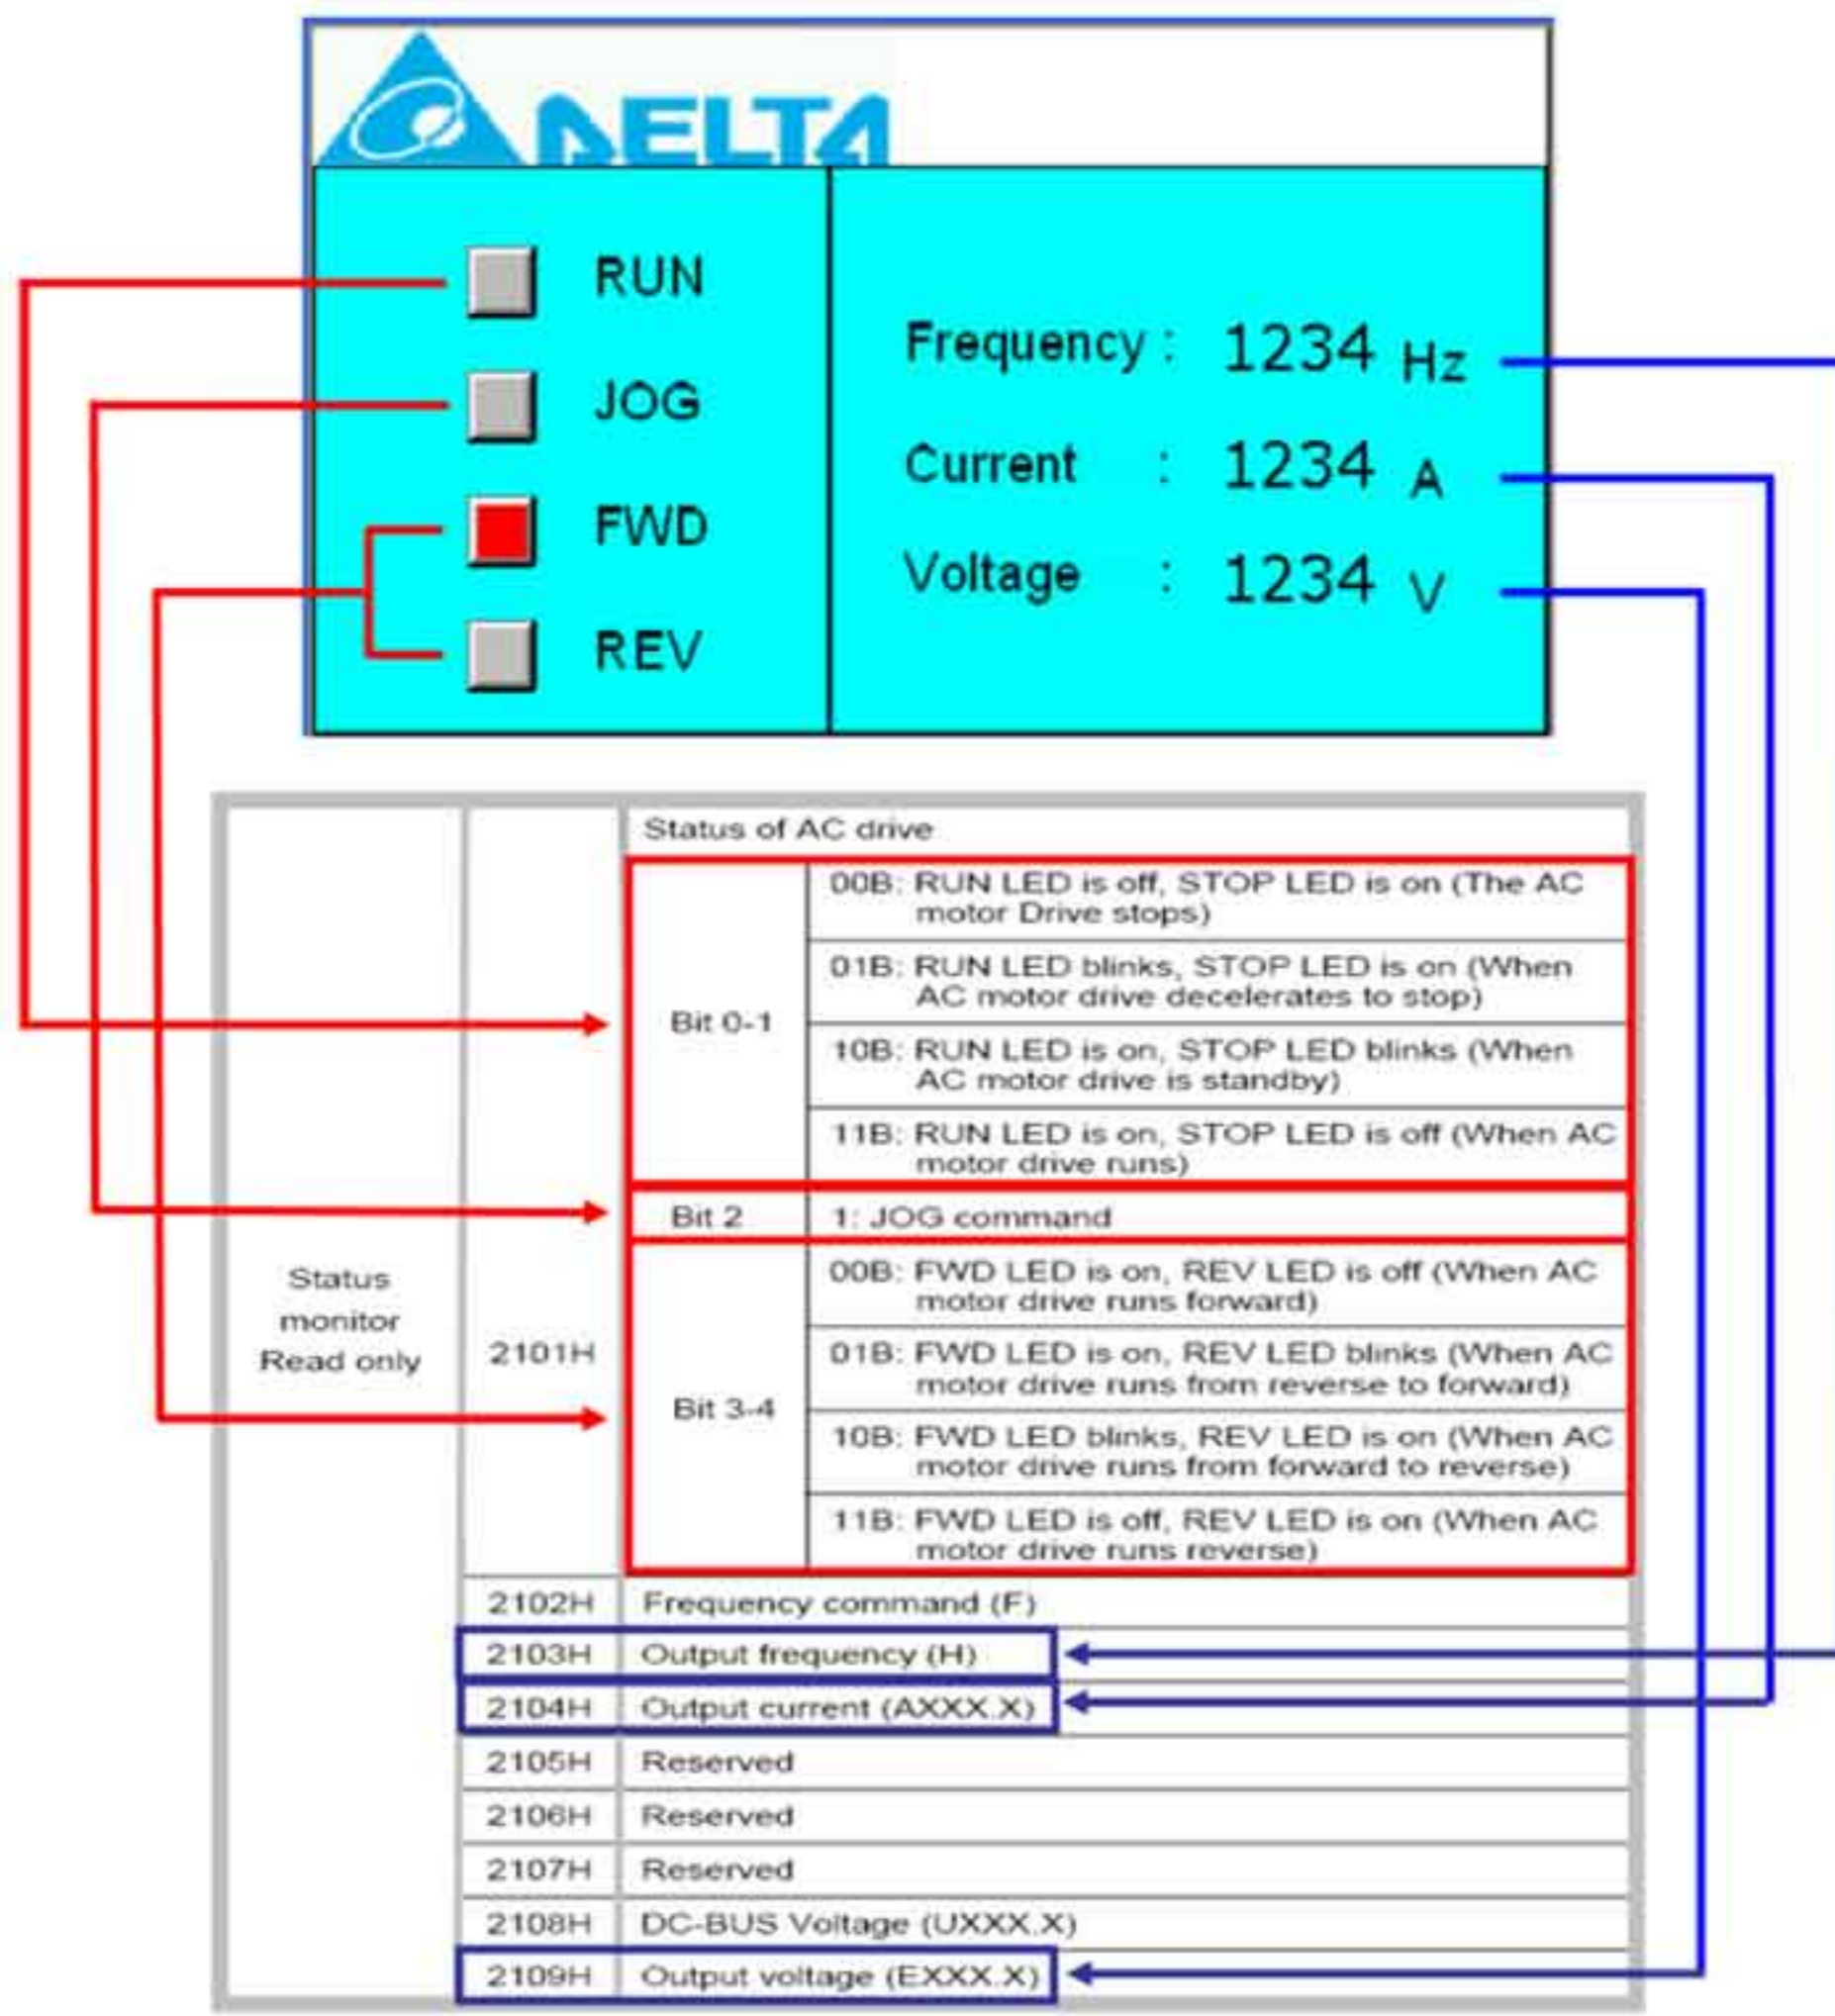 DELTA
RUN
JOG
FWD
REV
Frequency : 1234 Hz
Current : 1234 A
Voltage : 1234 V
Status of AC drive
Status
monitor
Read only
2101H
Bit 0-1
00B: RUN LED is off, STOP LED is on (The AC
motor Drive stops)
01B: RUN LED blinks, STOP LED is on (When
AC motor drive decelerates to stop)
10B: RUN LED is on, STOP LED blinks (When
AC motor drive is standby)
11B: RUN LED is on, STOP LED is off (When AC
motor drive runs)
Bit 2
1: JOG command
Bit 3-4
00B: FWD LED is on, REV LED is off (When AC
motor drive runs forward)
01B: FWD LED is on, REV LED blinks (When AC
motor drive runs from reverse to forward)
10B: FWD LED blinks, REV LED is on (When AC
motor drive runs from forward to reverse)
11B: FWD LED is off, REV LED is on (When AC
motor drive runs reverse)
2102H Frequency command (F)
2103H Output frequency (H)
2104H Output current (AXXX.X)
2105H Reserved
2106H Reserved
2107H Reserved
2108H DC-BUS Voltage (UXXX.X)
2109H Output voltage (EXXX.X)